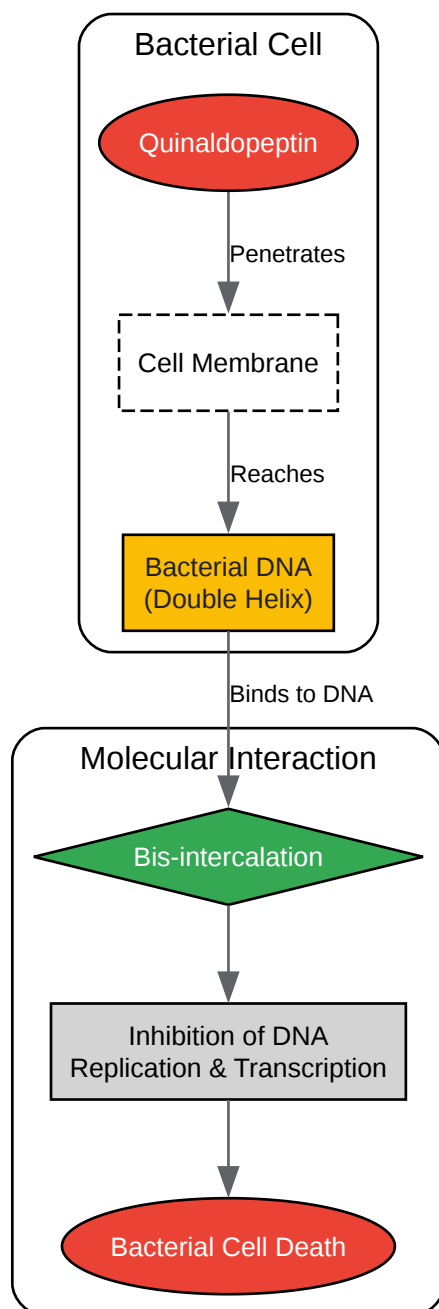 Bacterial Cell
Quinaldopeptin
Penetrates
Cell Membrane
Reaches
Bacterial DNA
(Double Helix)
Binds to DNA
Molecular Interaction
Bis-intercalation
Inhibition of DNA
Replication & Transcription
Bacterial Cell Death